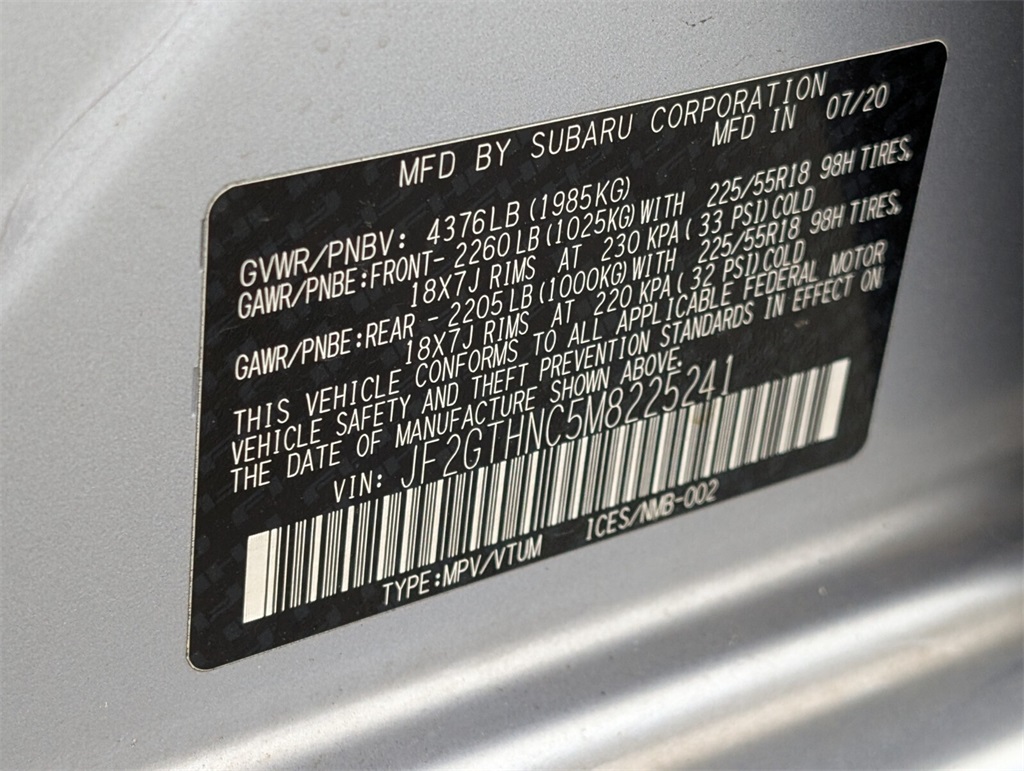 MFD BY SUBARU CORPORATION
MFD IN 07/20
GVWR/PNBV: 4376LB (1985KG)
GAWR/PNBE:FRONT- 2260LB (1025KG)WITH 225/55R18 98H TIRES,
18X7J RIMS AT 230 KPA ( 33 PSI)COLD
GAWR/PNBE:REAR - 2205LB (1000KG)WITH 225/55R18 98H TIRES,
18X7J RIMS AT 220 KPA ( 32 PSI)COLD
THIS VEHICLE CONFORMS TO ALL APPLICABLE FEDERAL MOTOR
VEHICLE SAFETY AND THEFT PREVENTION STANDARDS IN EFFECT ON
THE DATE OF MANUFACTURE SHOWN ABOVE.
VIN: JF2GTHNC5M8225241
TYPE:MPV/VTUM ICES/NMB-002